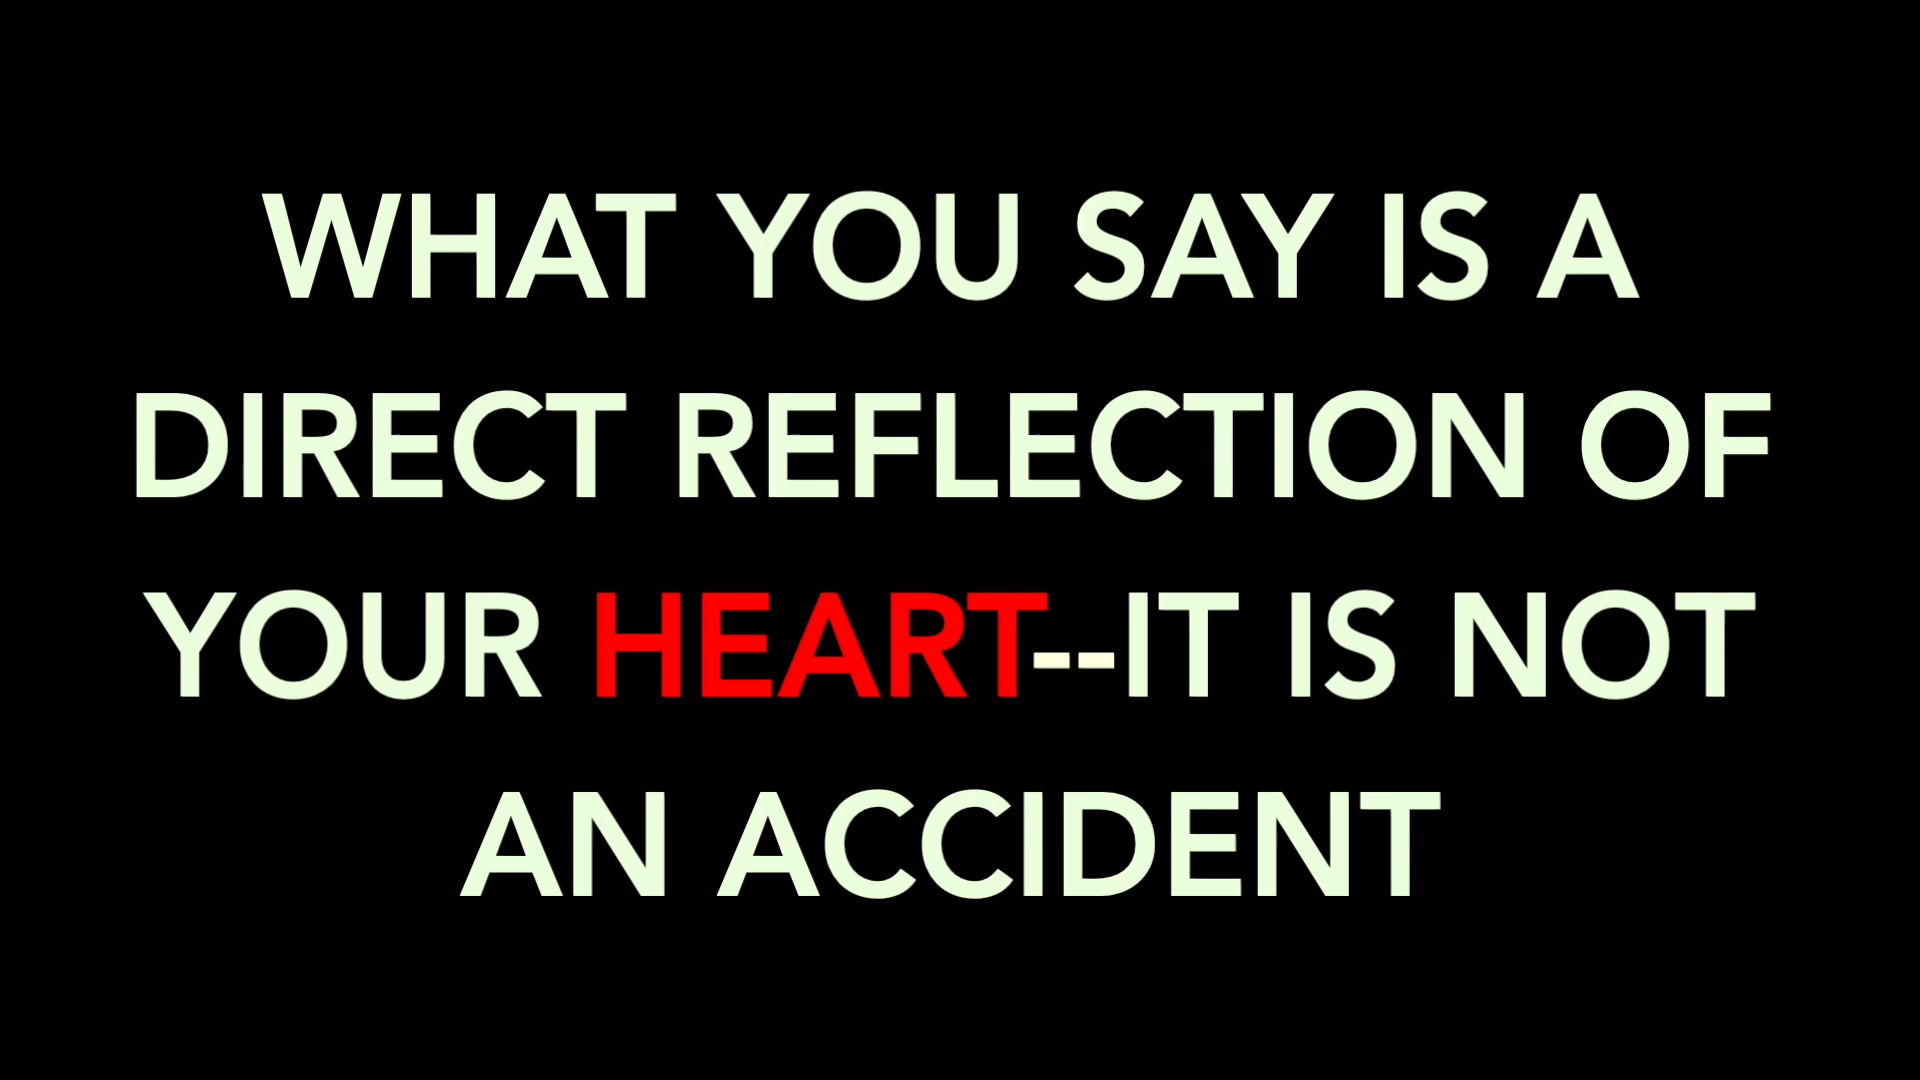 WHAT YOU SAY IS A
DIRECT REFLECTION OF
YOUR HEART--IT IS NOT
AN ACCIDENT